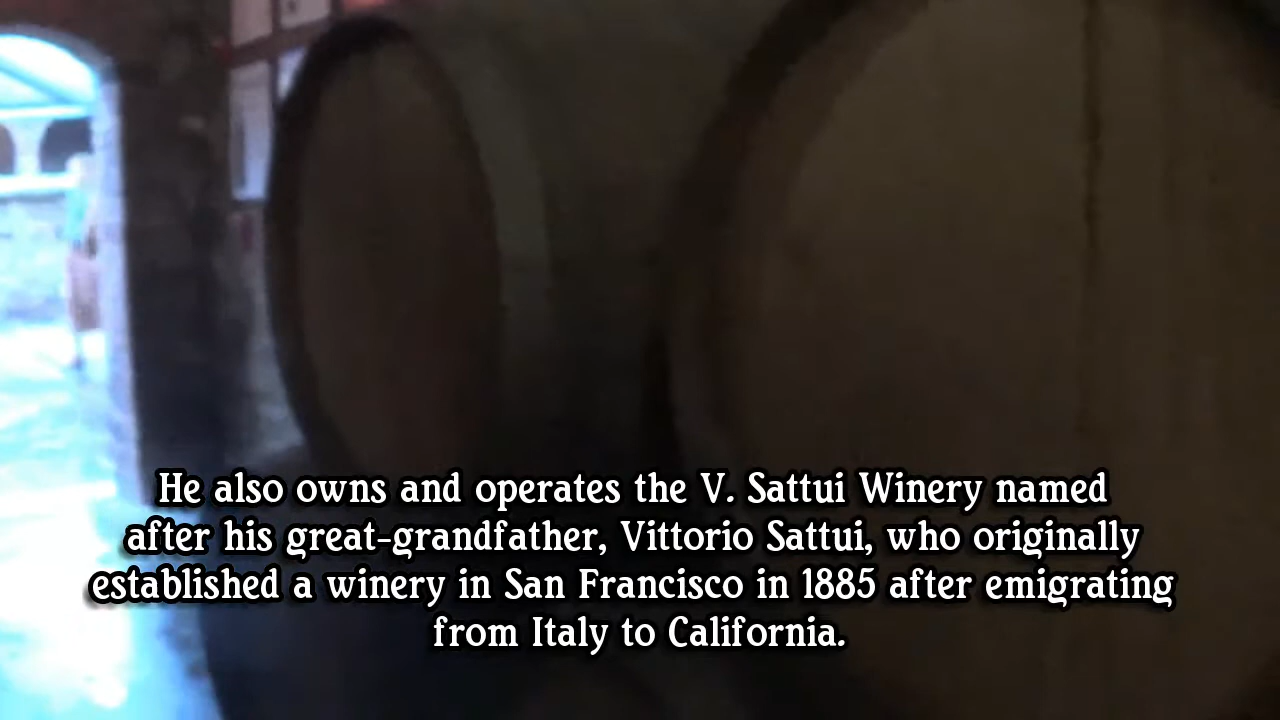 He also owns and operates the V. Sattui Winery named
after his great-grandfather, Vittorio Sattui, who originally
established a winery in San Francisco in 1885 after emigrating
from Italy to California.